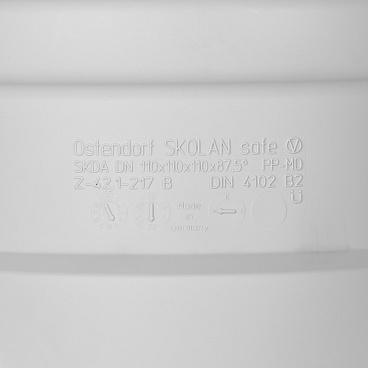 Ostendorf SKOLAN safe Ⓥ
SKDA DN 110x110x110x87.5° PP-MD
Z-42.1-217 B DIN 4102 B2
Ü
Made
in
Germany
K